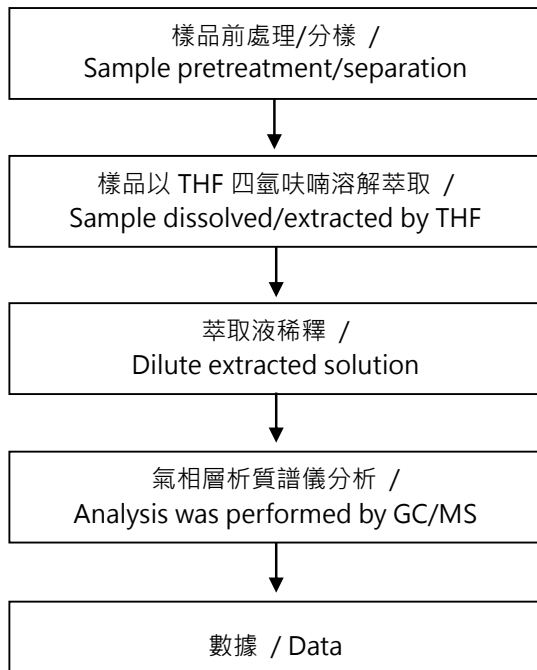 樣品前處理/分樣 /
Sample pretreatment/separation
樣品以 THF 四氫呋喃溶解萃取 /
Sample dissolved/extracted by THF
萃取液稀釋 /
Dilute extracted solution
氣相層析質譜儀分析 /
Analysis was performed by GC/MS
數據 / Data